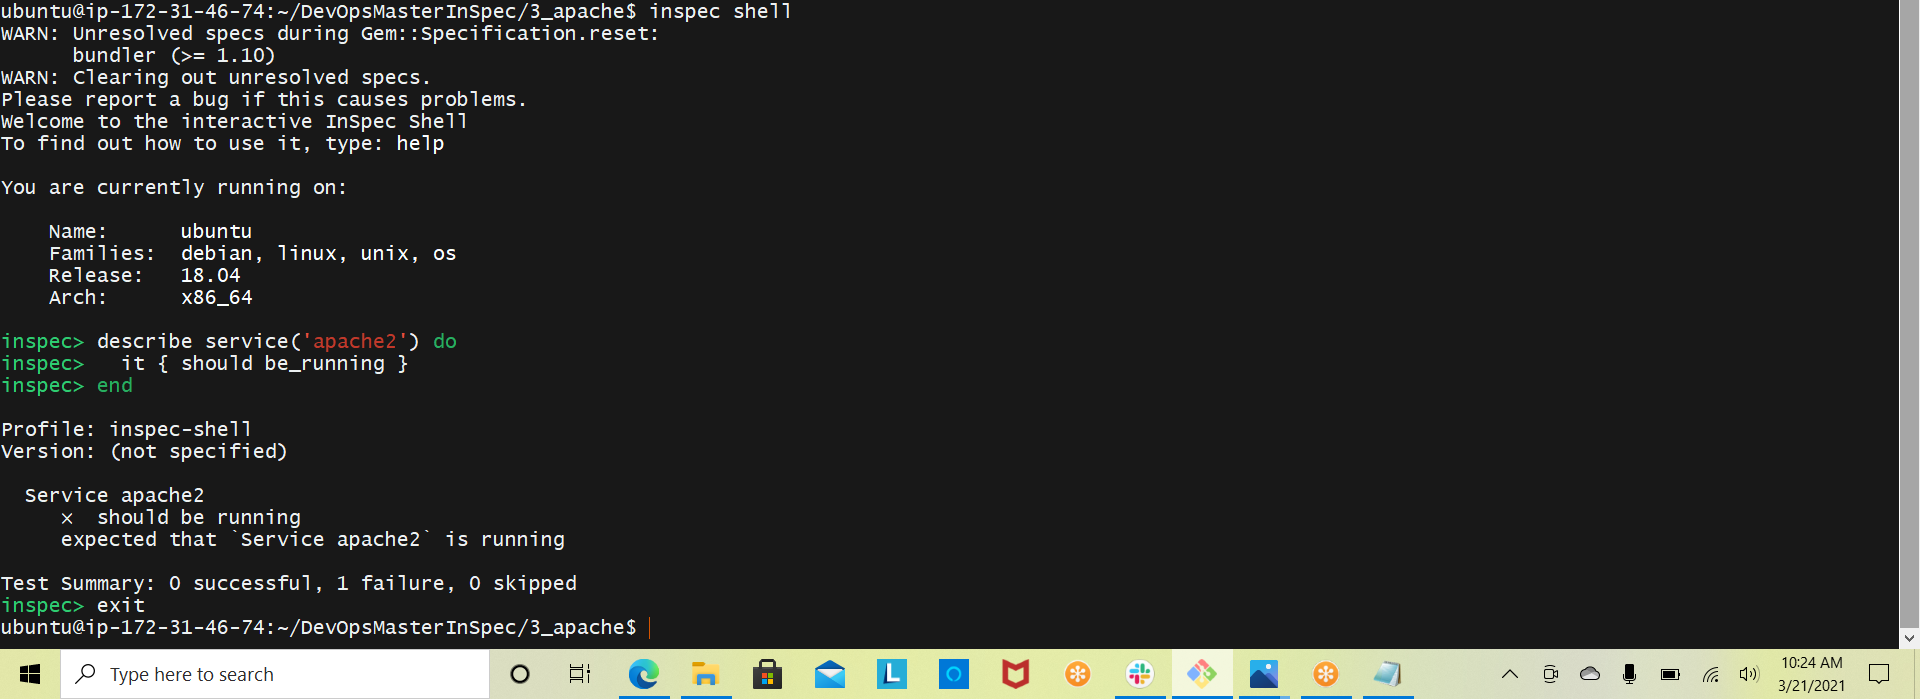 ubuntu@ip-172-31-46-74:~/DevOpsMasterInSpec/3_apache$ inspec shell
WARN: Unresolved specs during Gem::Specification.reset:
      bundler (>= 1.10)
WARN: Clearing out unresolved specs.
Please report a bug if this causes problems.
Welcome to the interactive InSpec Shell
To find out how to use it, type: help
You are currently running on:
    Name:      ubuntu
    Families:  debian, linux, unix, os
    Release:   18.04
    Arch:      x86_64
inspec> describe service('apache2') do
inspec>   it { should be_running }
inspec> end
Profile: inspec-shell
Version: (not specified)
  Service apache2
     ×  should be running
     expected that `Service apache2` is running
Test Summary: 0 successful, 1 failure, 0 skipped
inspec> exit
ubuntu@ip-172-31-46-74:~/DevOpsMasterInSpec/3_apache$
Type here to search
L
10:24 AM
3/21/2021